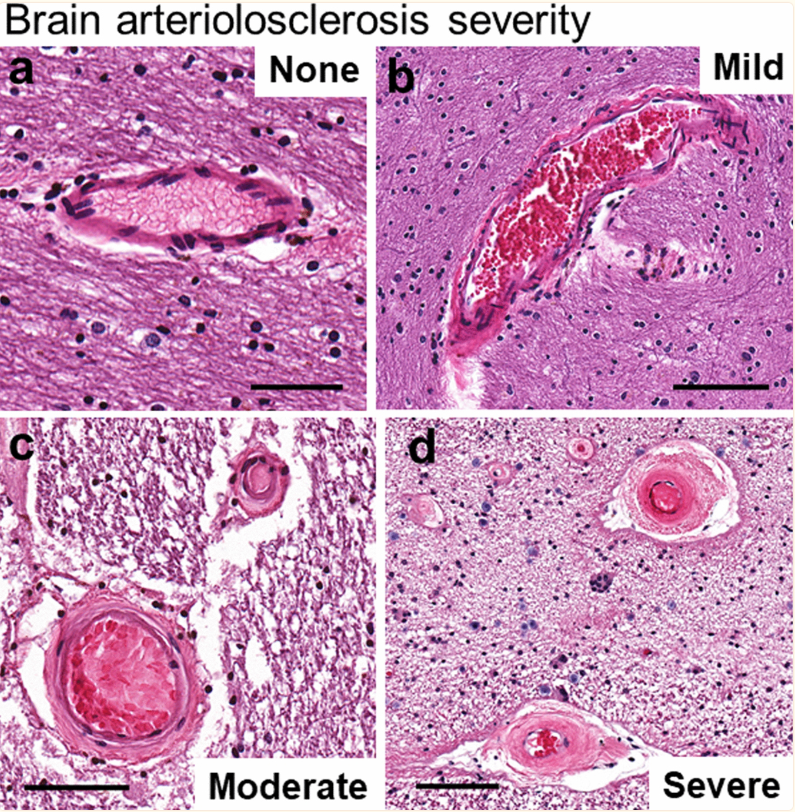 Brain arteriolosclerosis severity
a
None
b
Mild
c
Moderate
d
Severe